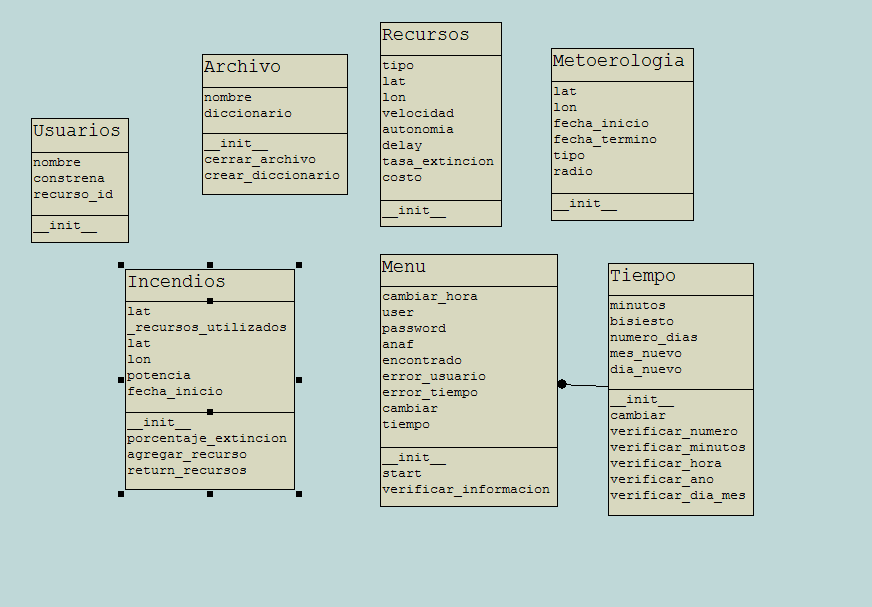 Usuarios
nombre
constrena
recurso_id
__init__
Archivo
nombre
diccionario
__init__
cerrar_archivo
crear_diccionario
Recursos
tipo
lat
lon
velocidad
autonomia
delay
tasa_extincion
costo
__init__
Metoerologia
lat
lon
fecha_inicio
fecha_termino
tipo
radio
__init__
Incendios
lat
_recursos_utilizados
lat
lon
potencia
fecha_inicio
__init__
porcentaje_extincion
agregar_recurso
return_recursos
Menu
cambiar_hora
user
password
anaf
encontrado
error_usuario
error_tiempo
cambiar
tiempo
__init__
start
verificar_informacion
Tiempo
minutos
bisiesto
numero_dias
mes_nuevo
dia_nuevo
__init__
cambiar
verificar_numero
verificar_minutos
verificar_hora
verificar_ano
verificar_dia_mes